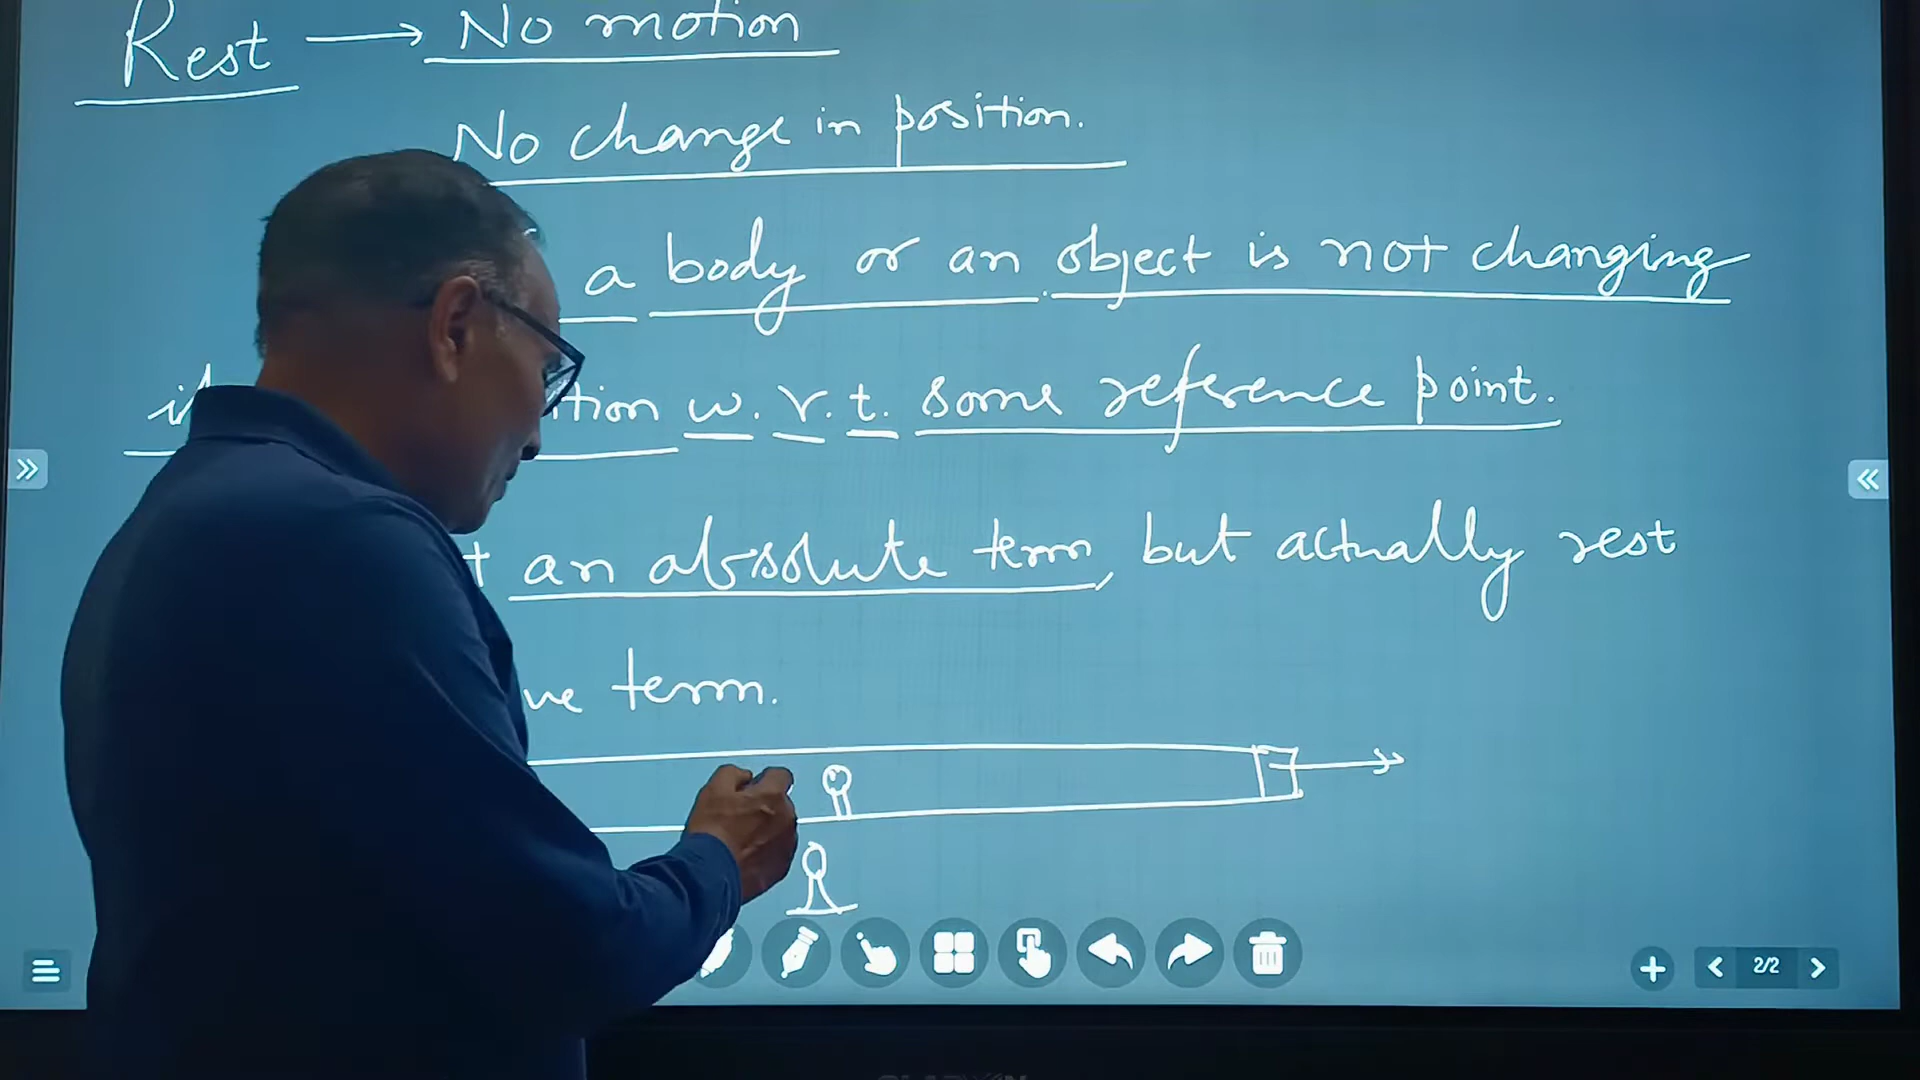 Rest → No motion
No change in position.
a body or an object is not changing
w.r.t. some reference point.
an absolute term, but actually rest
term.
2/2